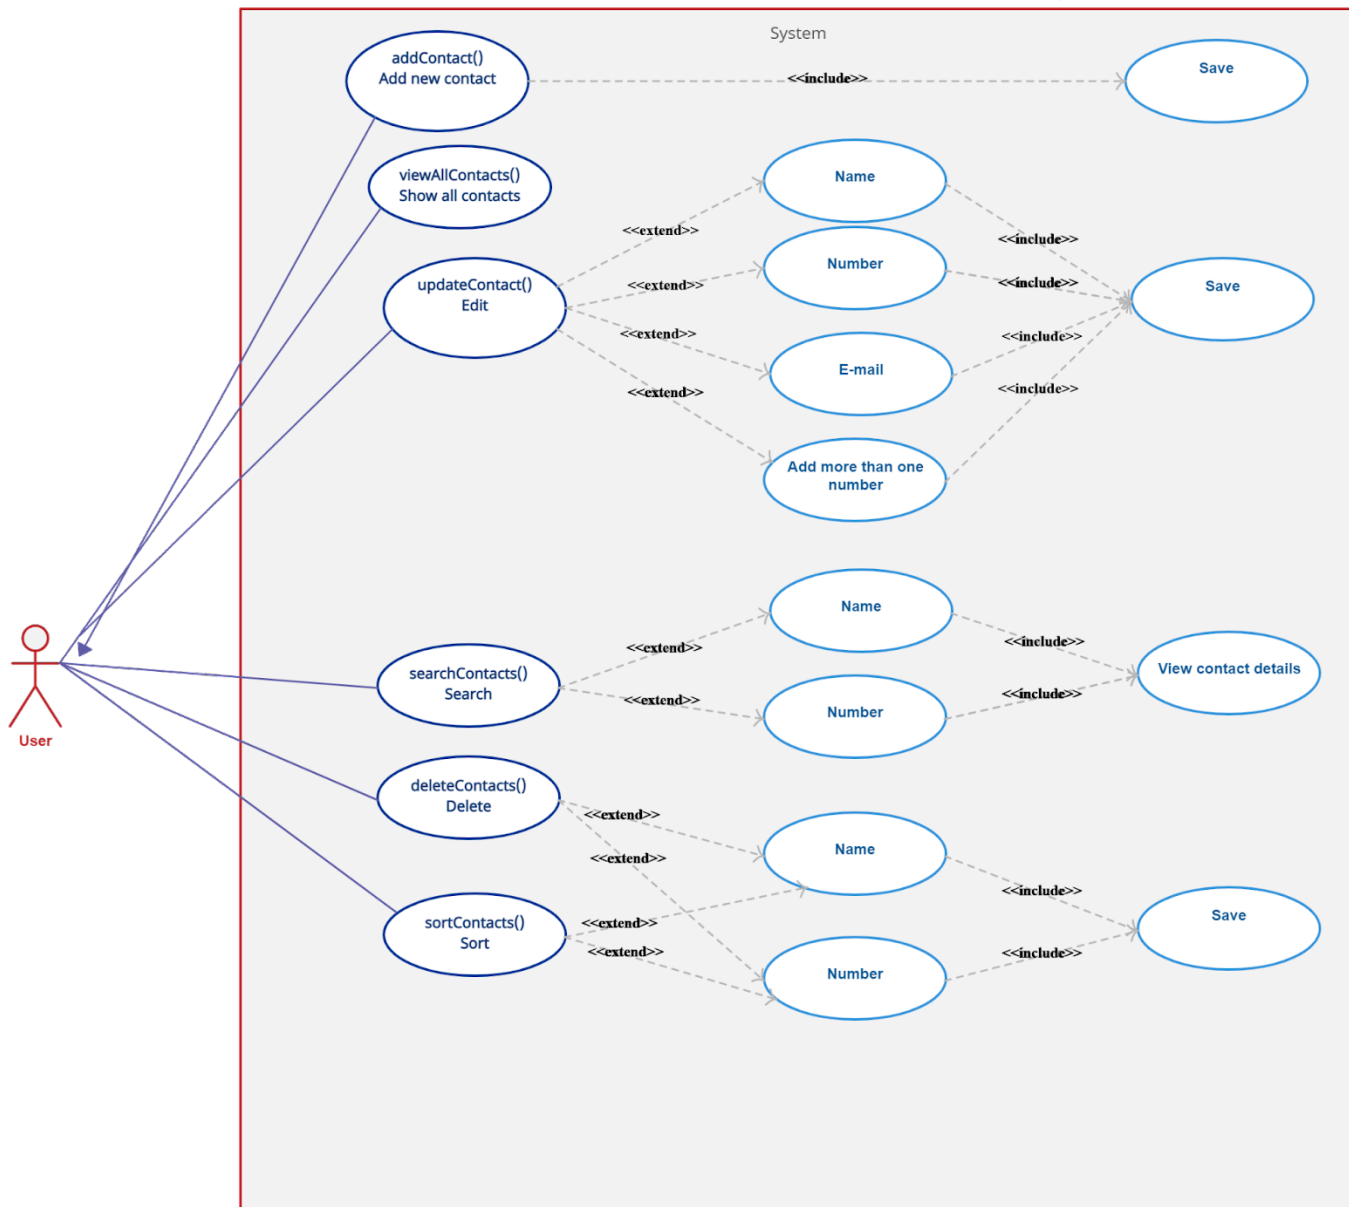 System
addContact()
Add new contact
<<include>>
Save
viewAllContacts()
Show all contacts
Name
<<extend>>
<<include>>
updateContact()
Edit
Number
<<extend>>
<<include>>
Save
<<extend>>
E-mail
<<include>>
<<extend>>
Add more than one
number
<<include>>
Name
<<extend>>
<<include>>
searchContacts()
Search
View contact details
<<extend>>
Number
<<include>>
User
deleteContacts()
Delete
<<extend>>
<<extend>>
Name
<<include>>
sortContacts()
Sort
<<extend>>
<<extend>>
Save
Number
<<include>>